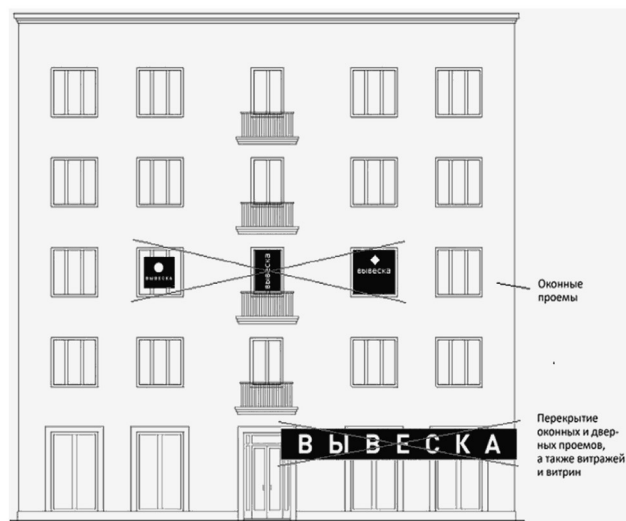 вывеска
вывеска
вывеска
Оконные
проемы
Перекрытие
оконных и двер-
ных проемов,
а также витражей
и витрин
ВЫВЕСКА